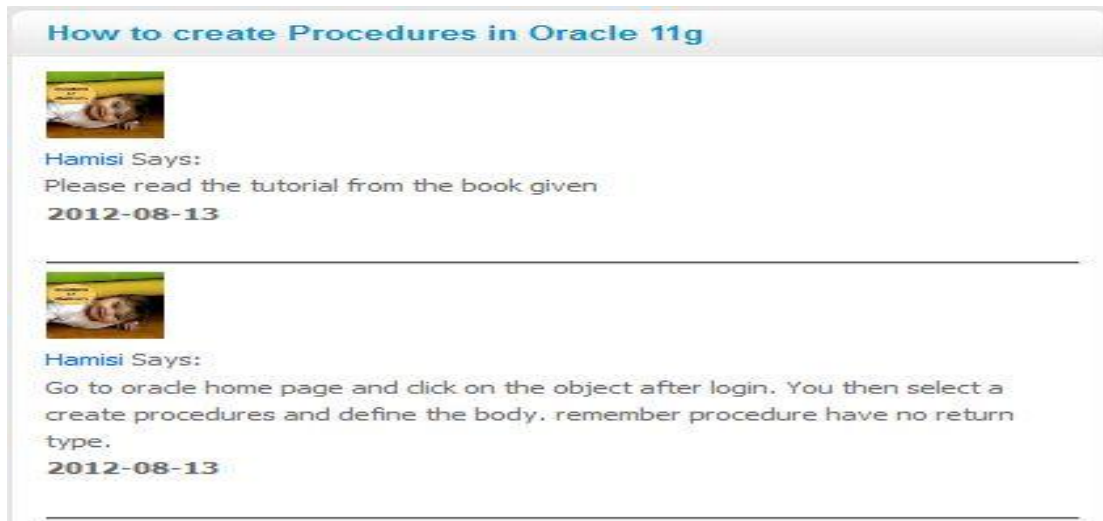 How to create Procedures in Oracle 11g
Hamisi Says:
Please read the tutorial from the book given
2012-08-13
Hamisi Says:
Go to oracle home page and click on the object after login. You then select a
create procedures and define the body. remember procedure have no return
type.
2012-08-13